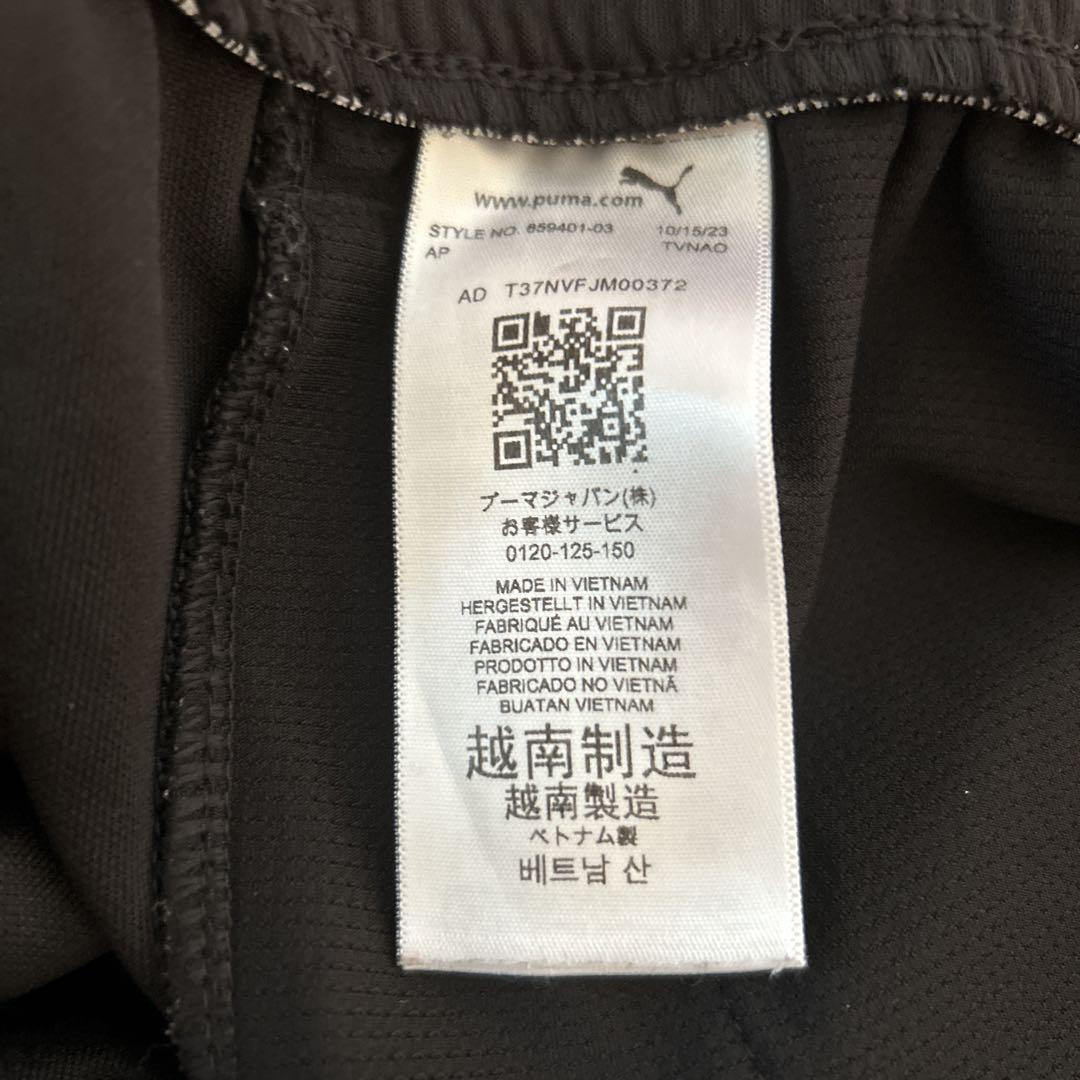 www.puma.com
STYLE NO. 659401-03 10/15/23
AP TVNAO
AD T37NVFJM00372
プーマジャパン(株)
お客様サービス
0120-125-150
MADE IN VIETNAM
HERGESTELLT IN VIETNAM
FABRIQUÉ AU VIETNAM
FABRICADO EN VIETNAM
PRODOTTO IN VIETNAM
FABRICADO NO VIETNÃ
BUATAN VIETNAM
越南制造
越南製造
ベトナム製
베트남 산